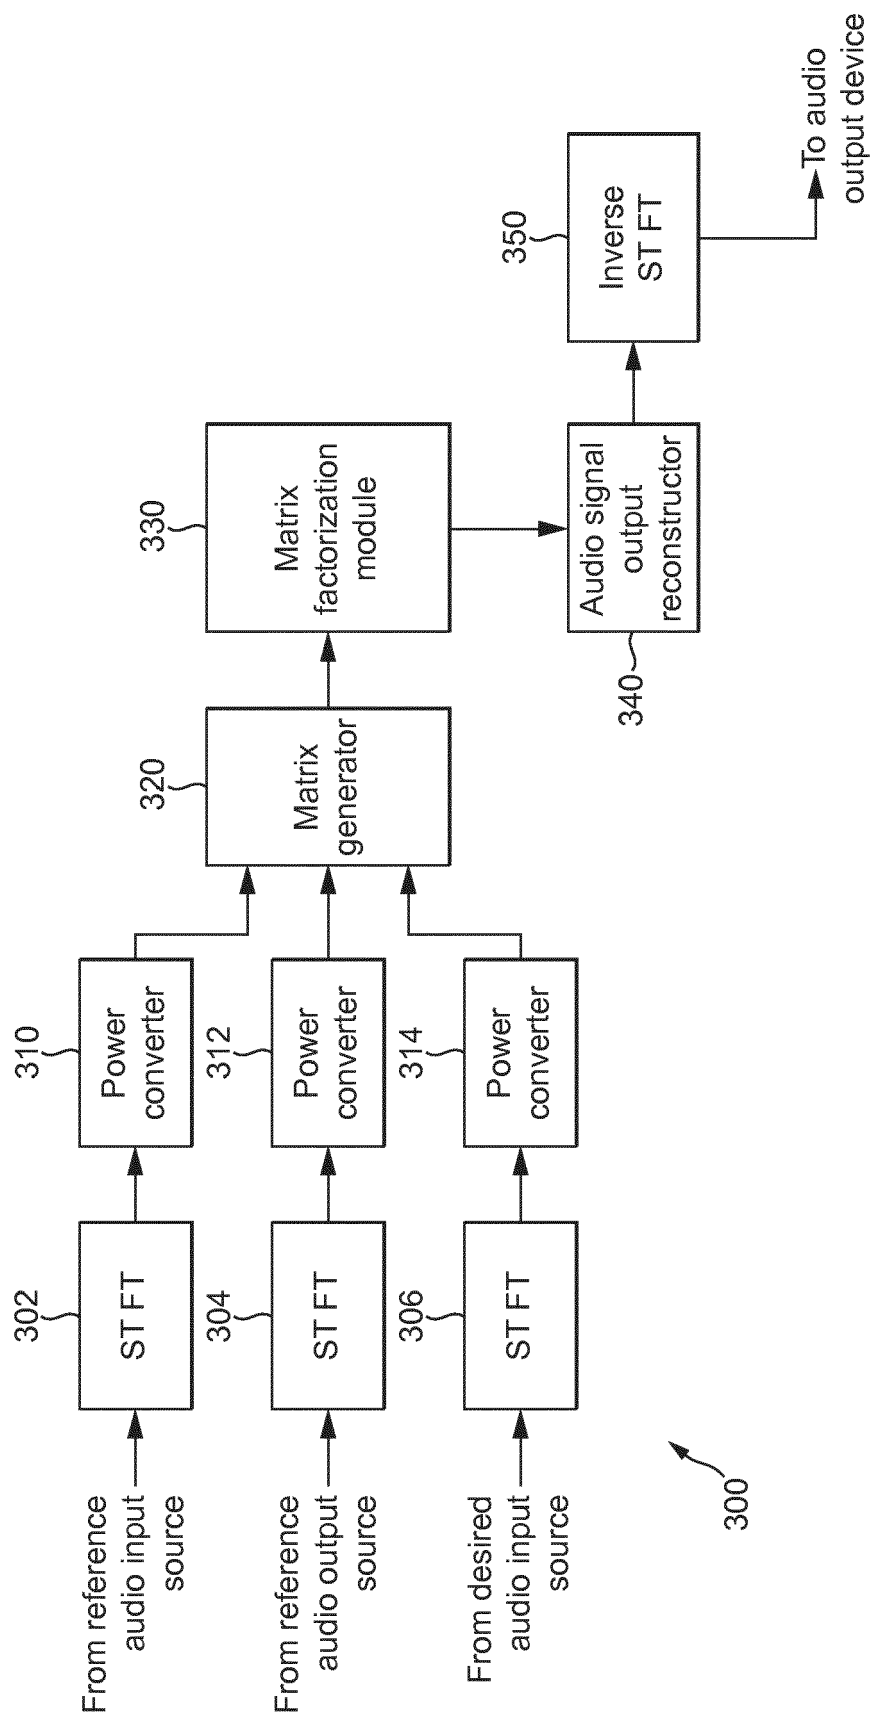 From reference
audio input
source
302
ST FT
310
Power
converter
From reference
audio output
source
304
ST FT
312
Power
converter
From desired
audio input
source
306
ST FT
314
Power
converter
320
Matrix
generator
330
Matrix
factorization
module
340
Audio signal
output
reconstructor
350
Inverse
ST FT
To audio
output device
300